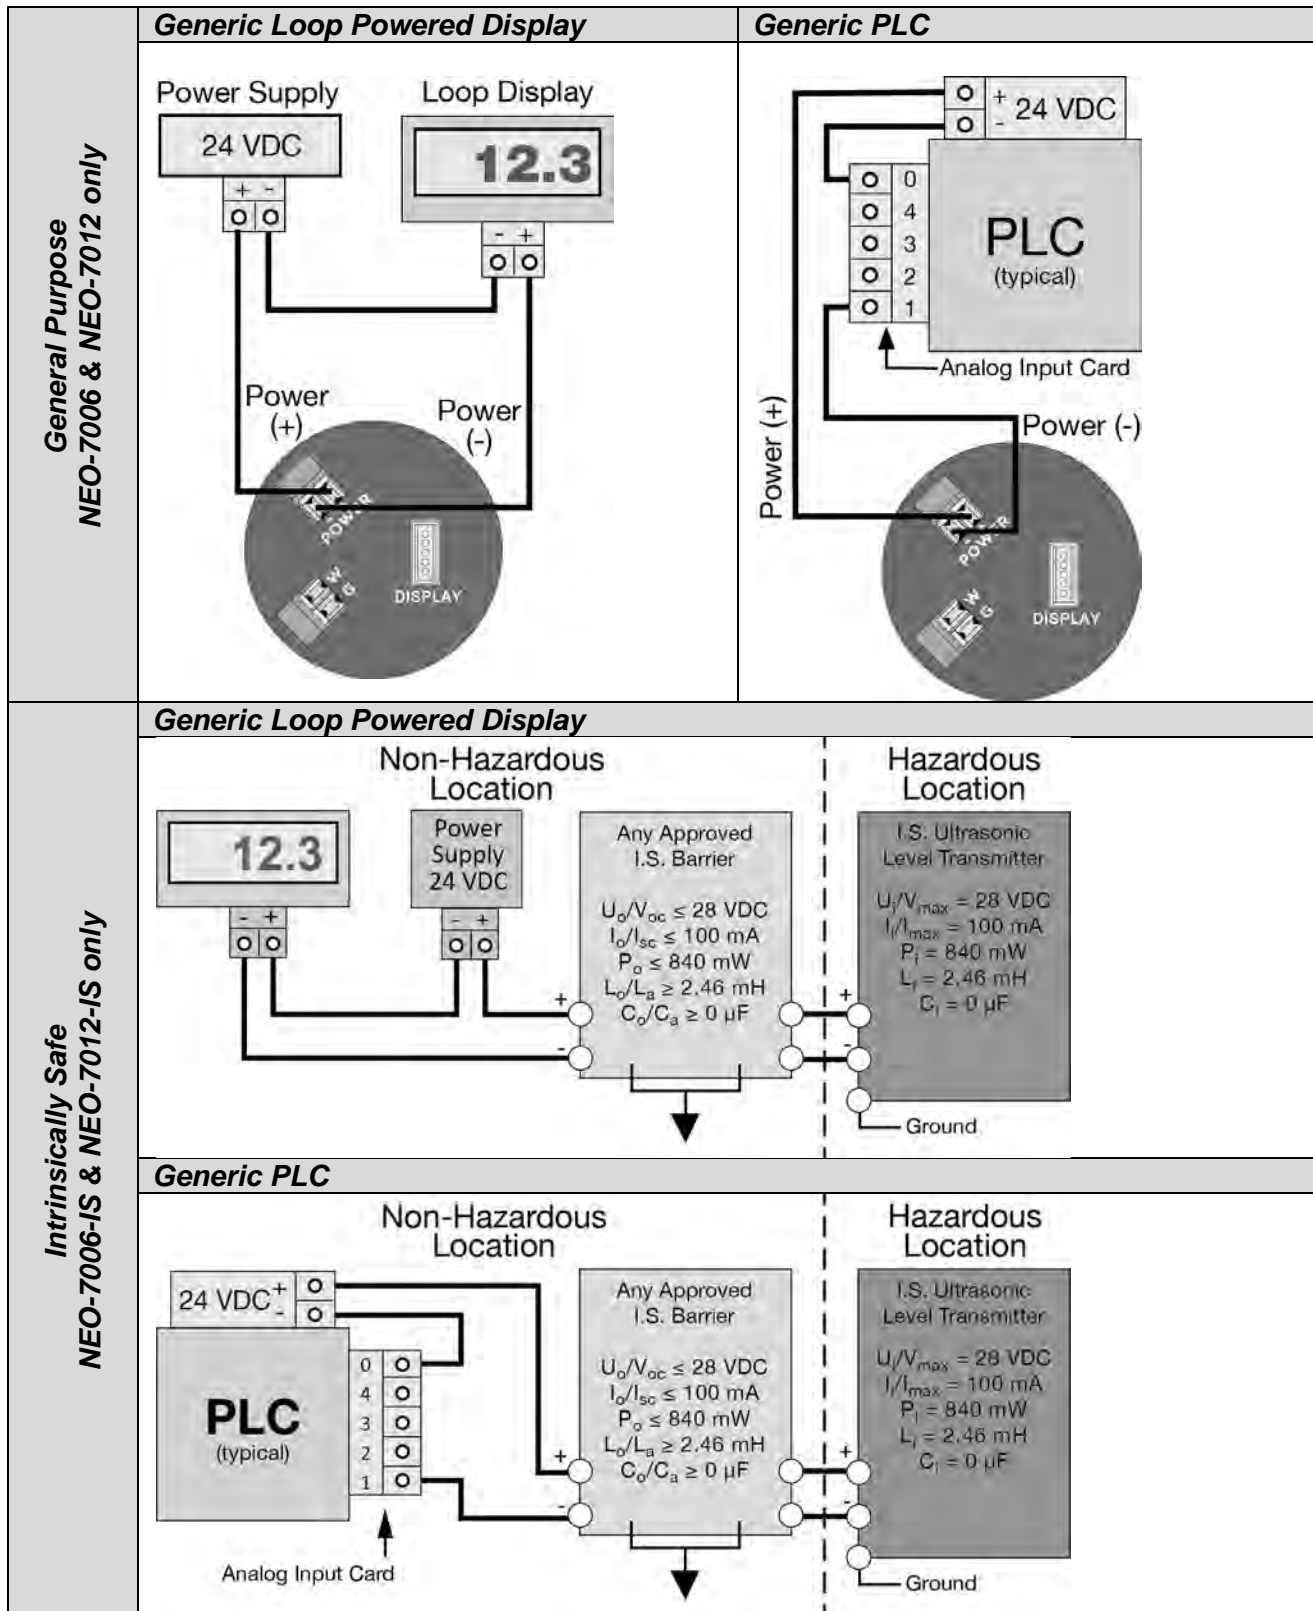 General Purpose
NEO-7006 & NEO-7012 only
Generic Loop Powered Display
Power Supply
24 VDC
+ -
Loop Display
12.3
- +
Power
(+)
Power
(-)
POWER
W
G
DISPLAY
Generic PLC
+
-
24 VDC
0
4
3
2
1
PLC
(typical)
Analog Input Card
Power (+)
Power (-)
POWER
W
G
DISPLAY
Intrinsically Safe
NEO-7006-IS & NEO-7012-IS only
Generic Loop Powered Display
Non-Hazardous
Location
Hazardous
Location
12.3
- +
Power
Supply
24 VDC
- +
+
-
Any Approved
I.S. Barrier
Uo/Voc ≤ 28 VDC
Io/Isc ≤ 100 mA
Po ≤ 840 mW
Lo/La ≥ 2.46 mH
Co/Ca ≥ 0 µF
+
-
I.S. Ultrasonic
Level Transmitter
Ui/Vmax = 28 VDC
Ii/Imax = 100 mA
Pi = 840 mW
Li = 2.46 mH
Ci = 0 µF
Ground
Generic PLC
Non-Hazardous
Location
Hazardous
Location
24 VDC
+
-
PLC
(typical)
0
4
3
2
1
Analog Input Card
+
-
Any Approved
I.S. Barrier
Uo/Voc ≤ 28 VDC
Io/Isc ≤ 100 mA
Po ≤ 840 mW
Lo/La ≥ 2.46 mH
Co/Ca ≥ 0 µF
+
-
I.S. Ultrasonic
Level Transmitter
Ui/Vmax = 28 VDC
Ii/Imax = 100 mA
Pi = 840 mW
Li = 2.46 mH
Ci = 0 µF
Ground